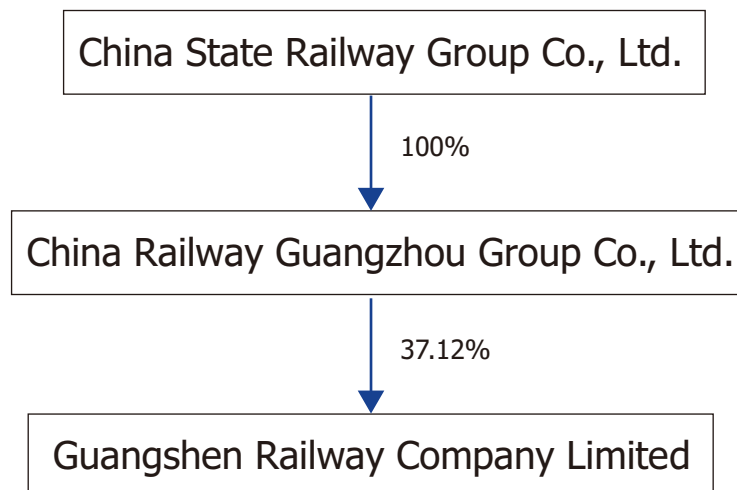 China State Railway Group Co., Ltd.
100%
China Railway Guangzhou Group Co., Ltd.
37.12%
Guangshen Railway Company Limited